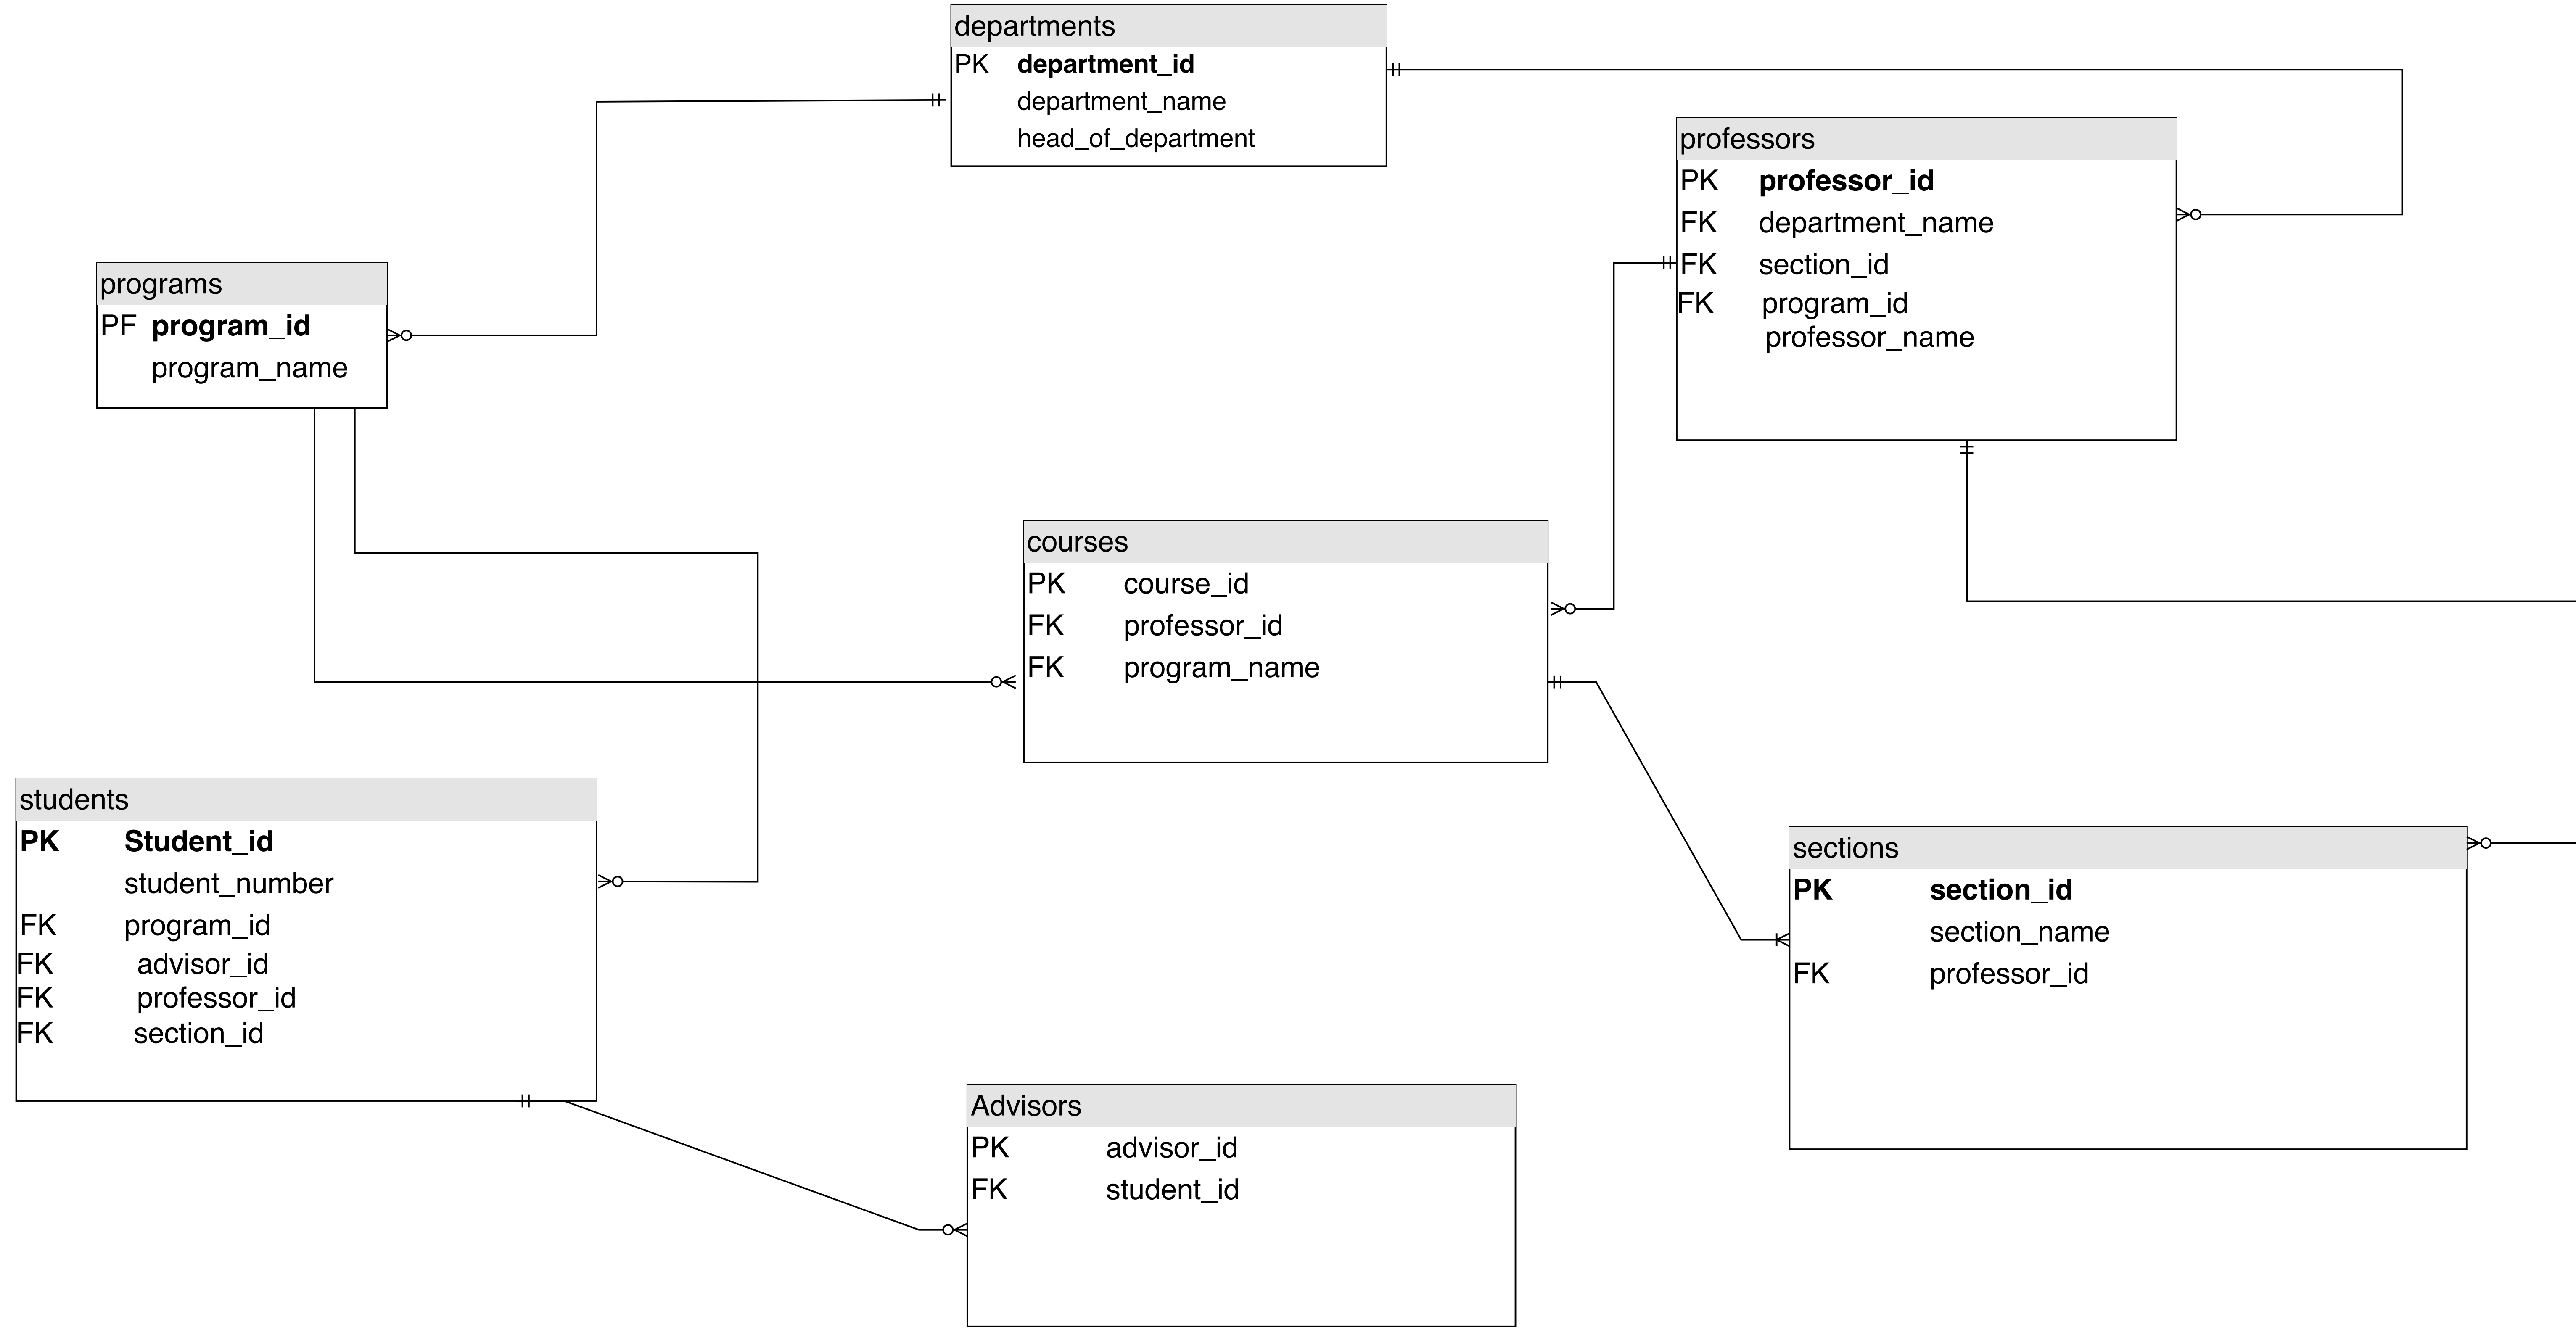 departments
PK department_id
department_name
head_of_department
professors
PK professor_id
FK department_name
FK section_id
FK program_id
professor_name
programs
PF program_id
program_name
courses
PK course_id
FK professor_id
FK program_name
students
PK Student_id
student_number
FK program_id
FK advisor_id
FK professor_id
FK section_id
sections
PK section_id
section_name
FK professor_id
Advisors
PK advisor_id
FK student_id